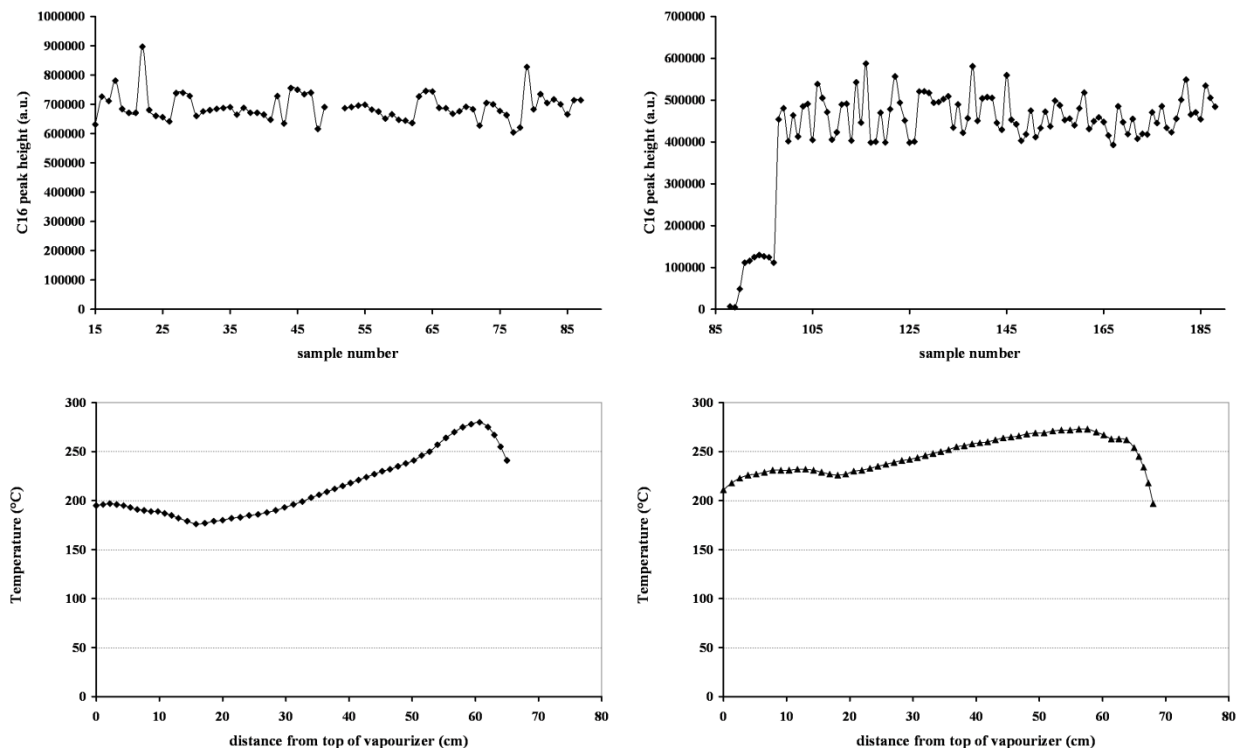 C16 peak height (a.u.)
1000000
900000
800000
700000
600000
500000
400000
300000
200000
100000
0
15 25 35 45 55 65 75 85
sample number
C16 peak height (a.u.)
700000
600000
500000
400000
300000
200000
100000
0
85 105 125 145 165 185
sample number
Temperature (°C)
300
250
200
150
100
50
0
0 10 20 30 40 50 60 70 80
distance from top of vapourizer (cm)
Temperature (°C)
300
250
200
150
100
50
0
0 10 20 30 40 50 60 70 80
distance from top of vapourizer (cm)